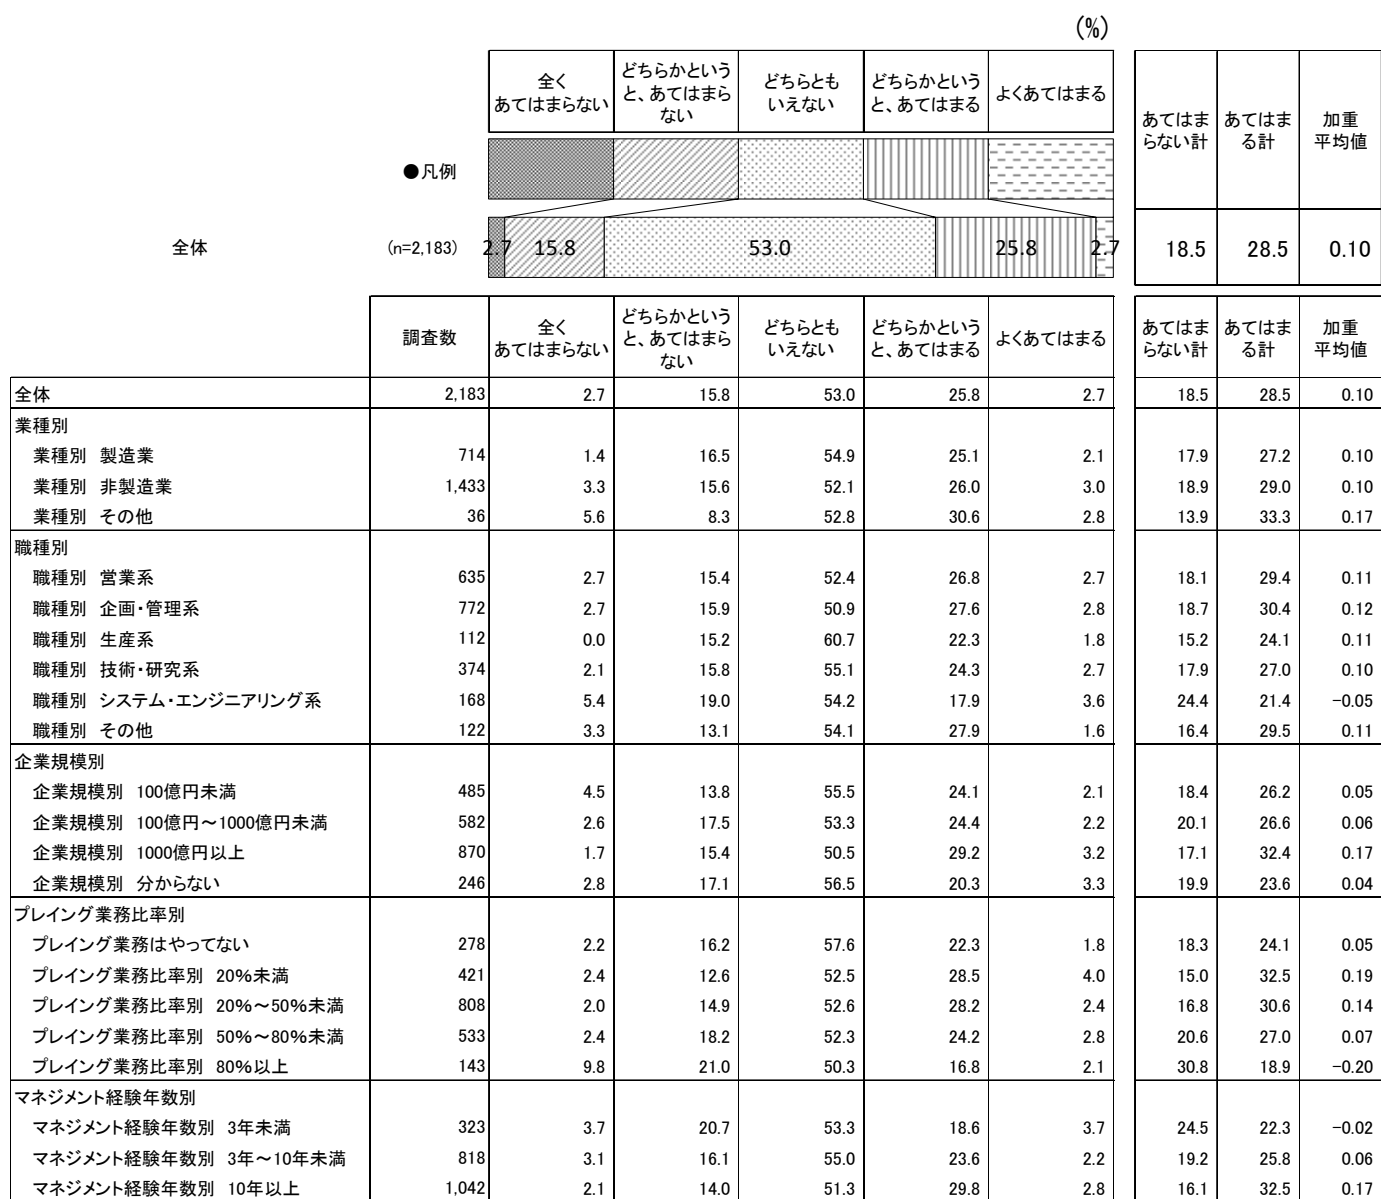 (%)
全く
あてはまらない
どちらかという
と、あてはまら
ない
どちらとも
いえない
どちらかという
と、あてはまる
よくあてはまる
あてはま
らない計
あてはま
る計
加重
平均値
●凡例
全体 (n=2,183) 2.7 15.8 53.0 25.8 2.7 18.5 28.5 0.10
調査数
全く
あてはまらない
どちらかという
と、あてはまら
ない
どちらとも
いえない
どちらかという
と、あてはまる
よくあてはまる
あてはま
らない計
あてはま
る計
加重
平均値
全体 2,183 2.7 15.8 53.0 25.8 2.7 18.5 28.5 0.10
業種別
業種別 製造業 714 1.4 16.5 54.9 25.1 2.1 17.9 27.2 0.10
業種別 非製造業 1,433 3.3 15.6 52.1 26.0 3.0 18.9 29.0 0.10
業種別 その他 36 5.6 8.3 52.8 30.6 2.8 13.9 33.3 0.17
職種別
職種別 営業系 635 2.7 15.4 52.4 26.8 2.7 18.1 29.4 0.11
職種別 企画・管理系 772 2.7 15.9 50.9 27.6 2.8 18.7 30.4 0.12
職種別 生産系 112 0.0 15.2 60.7 22.3 1.8 15.2 24.1 0.11
職種別 技術・研究系 374 2.1 15.8 55.1 24.3 2.7 17.9 27.0 0.10
職種別 システム・エンジニアリング系 168 5.4 19.0 54.2 17.9 3.6 24.4 21.4 -0.05
職種別 その他 122 3.3 13.1 54.1 27.9 1.6 16.4 29.5 0.11
企業規模別
企業規模別 100億円未満 485 4.5 13.8 55.5 24.1 2.1 18.4 26.2 0.05
企業規模別 100億円～1000億円未満 582 2.6 17.5 53.3 24.4 2.2 20.1 26.6 0.06
企業規模別 1000億円以上 870 1.7 15.4 50.5 29.2 3.2 17.1 32.4 0.17
企業規模別 分からない 246 2.8 17.1 56.5 20.3 3.3 19.9 23.6 0.04
プレイング業務比率別
プレイング業務はやってない 278 2.2 16.2 57.6 22.3 1.8 18.3 24.1 0.05
プレイング業務比率別 20%未満 421 2.4 12.6 52.5 28.5 4.0 15.0 32.5 0.19
プレイング業務比率別 20%～50%未満 808 2.0 14.9 52.6 28.2 2.4 16.8 30.6 0.14
プレイング業務比率別 50%～80%未満 533 2.4 18.2 52.3 24.2 2.8 20.6 27.0 0.07
プレイング業務比率別 80%以上 143 9.8 21.0 50.3 16.8 2.1 30.8 18.9 -0.20
マネジメント経験年数別
マネジメント経験年数別 3年未満 323 3.7 20.7 53.3 18.6 3.7 24.5 22.3 -0.02
マネジメント経験年数別 3年～10年未満 818 3.1 16.1 55.0 23.6 2.2 19.2 25.8 0.06
マネジメント経験年数別 10年以上 1,042 2.1 14.0 51.3 29.8 2.8 16.1 32.5 0.17